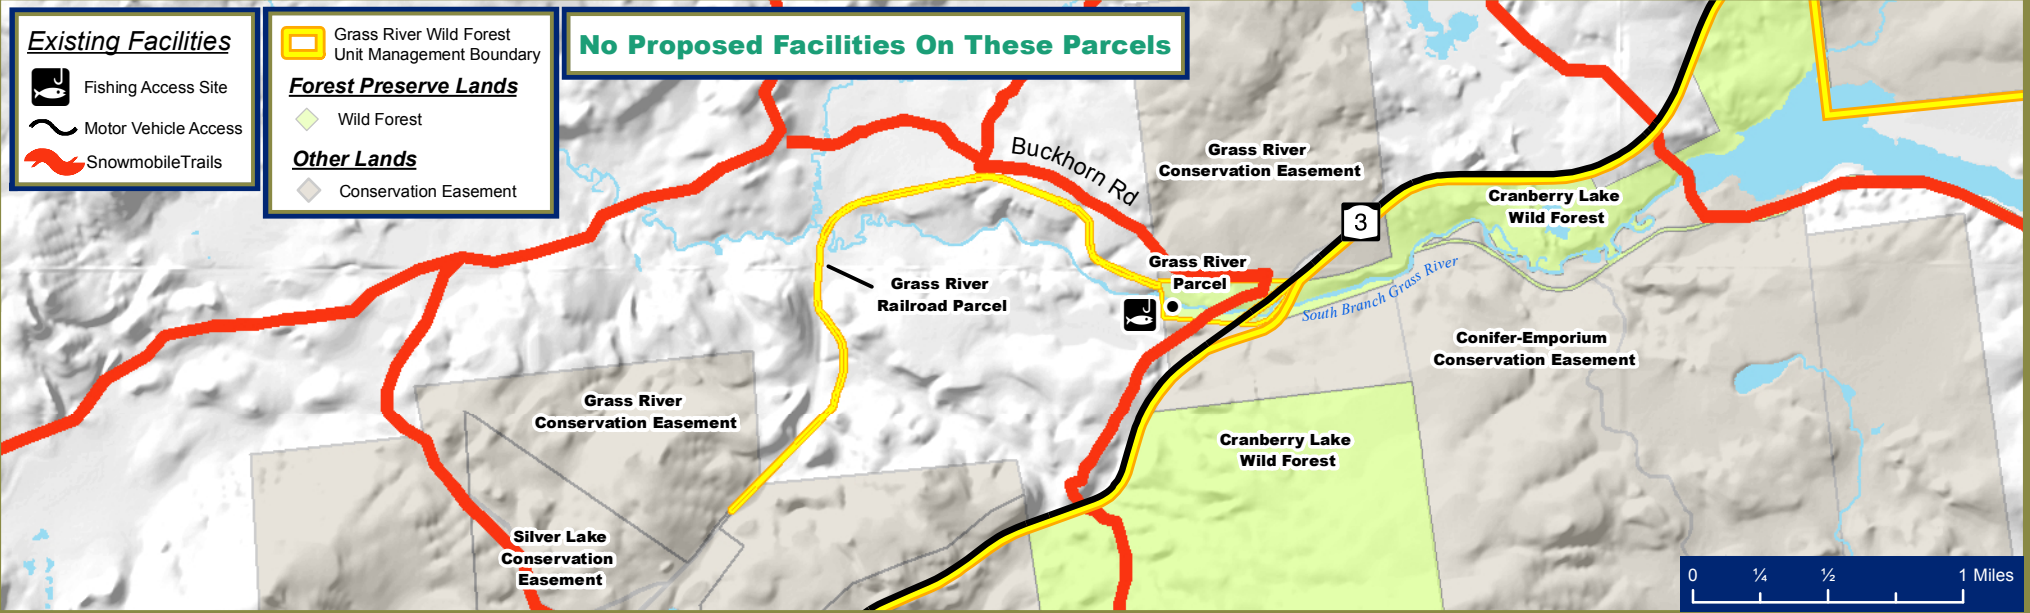 Existing Facilities
Fishing Access Site
Motor Vehicle Access
SnowmobileTrails
Grass River Wild Forest
Unit Management Boundary
Forest Preserve Lands
Wild Forest
Other Lands
Conservation Easement
No Proposed Facilities On These Parcels
Buckhorn Rd
Grass River
Conservation Easement
3
Cranberry Lake
Wild Forest
Grass River
Parcel
Grass River
Railroad Parcel
South Branch Grass River
Conifer-Emporium
Conservation Easement
Grass River
Conservation Easement
Cranberry Lake
Wild Forest
Silver Lake
Conservation
Easement
0 ¼ ½ 1 Miles